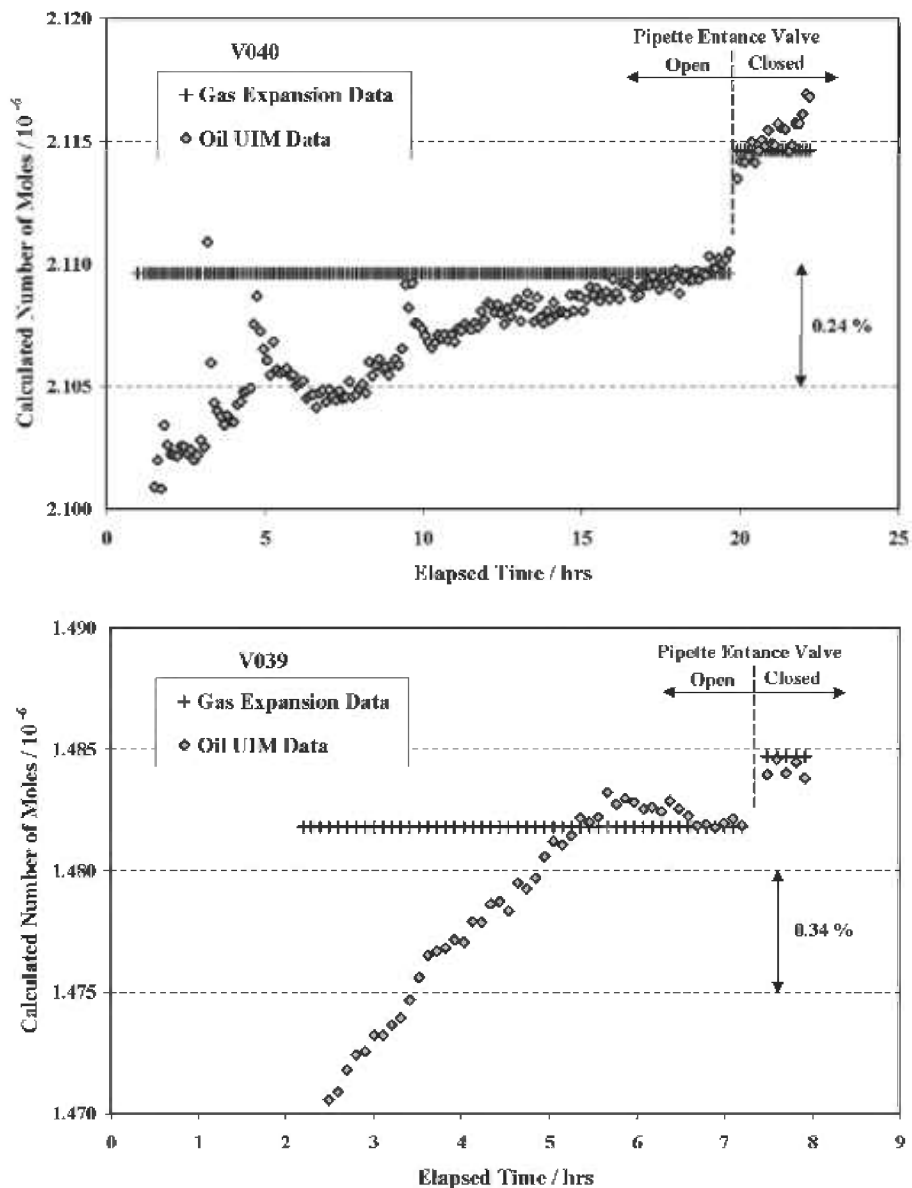 2.120
2.115
2.110
2.105
2.100
Calculated Number of Moles / 10⁻⁶
V040
Gas Expansion Data
Oil UIM Data
Pipette Entance Valve
Open Closed
0.24 %
0 5 10 15 20 25
Elapsed Time / hrs
1.490
1.485
1.480
1.475
1.470
Calculated Number of Moles / 10⁻⁶
V039
Gas Expansion Data
Oil UIM Data
Pipette Entance Valve
Open Closed
0.34 %
0 1 2 3 4 5 6 7 8 9
Elapsed Time / hrs